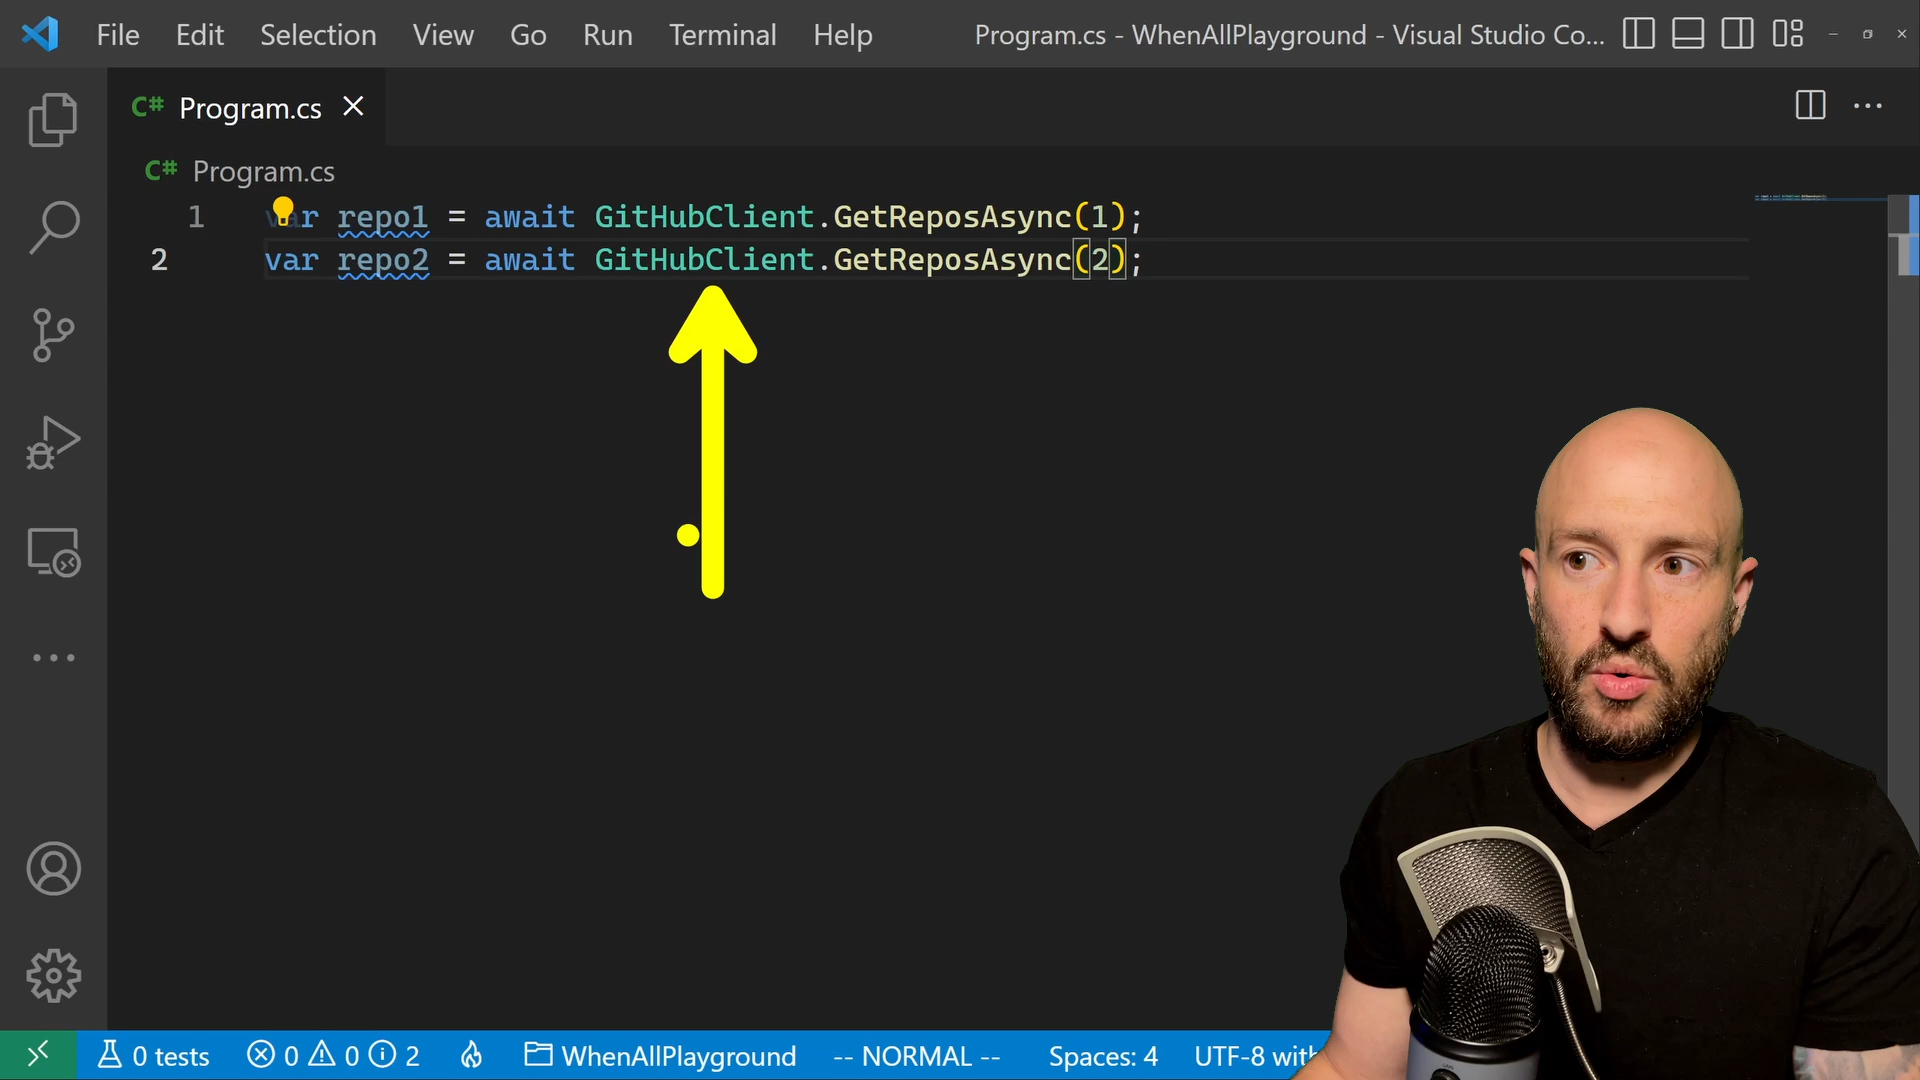 File Edit Selection View Go Run Terminal Help Program.cs - WhenAllPlayground - Visual Studio Co...
C# Program.cs
C# Program.cs
1 var repo1 = await GitHubClient.GetReposAsync(1);
2 var repo2 = await GitHubClient.GetReposAsync(2);
0 tests 0 0 2 WhenAllPlayground -- NORMAL -- Spaces: 4 UTF-8 with